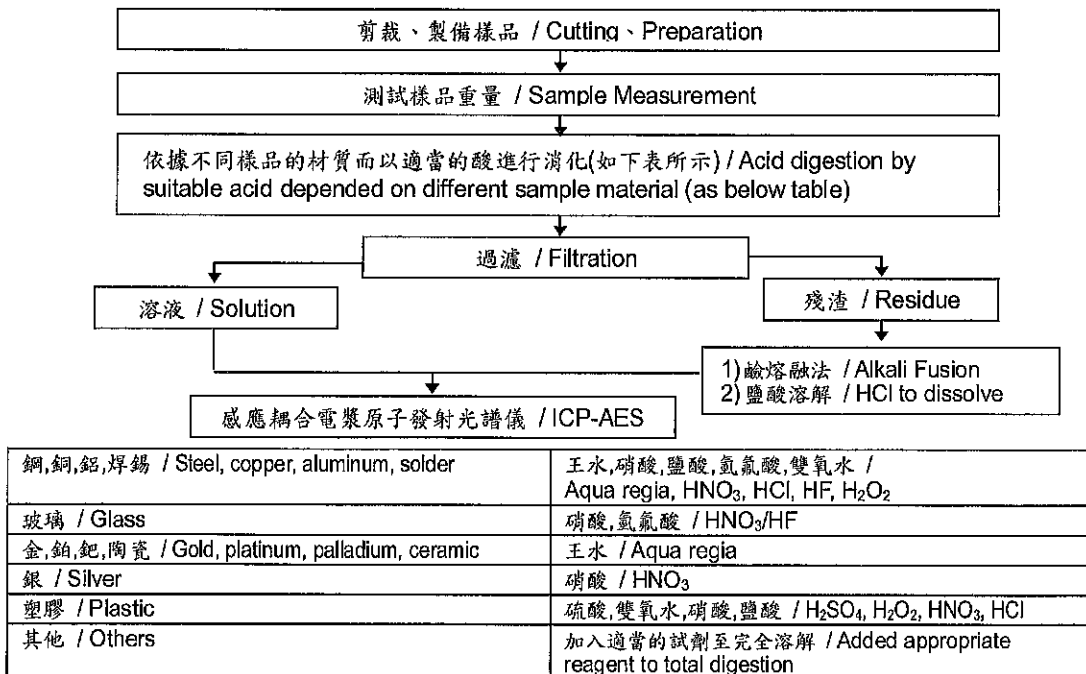 剪裁、製備樣品 / Cutting、Preparation
測試樣品重量 / Sample Measurement
依據不同樣品的材質而以適當的酸進行消化(如下表所示) / Acid digestion by
suitable acid depended on different sample material (as below table)
過濾 / Filtration
溶液 / Solution
殘渣 / Residue
1)鹼熔融法 / Alkali Fusion
2)鹽酸溶解 / HCl to dissolve
感應耦合電漿原子發射光譜儀 / ICP-AES
鋼,銅,鋁,焊錫 / Steel, copper, aluminum, solder
王水,硝酸,鹽酸,氫氟酸,雙氧水 /
Aqua regia, HNO₃, HCl, HF, H₂O₂
玻璃 / Glass
硝酸,氫氟酸 / HNO₃/HF
金,鉑,鈀,陶瓷 / Gold, platinum, palladium, ceramic
王水 / Aqua regia
銀 / Silver
硝酸 / HNO₃
塑膠 / Plastic
硫酸,雙氧水,硝酸,鹽酸 / H₂SO₄, H₂O₂, HNO₃, HCl
其他 / Others
加入適當的試劑至完全溶解 / Added appropriate
reagent to total digestion